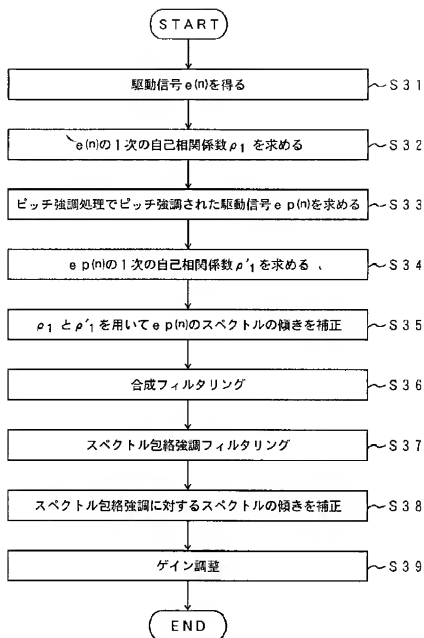 START
駆動信号e(n)を得る ～S31
e(n)の1次の自己相関係数ρ1を求める ～S32
ピッチ強調処理でピッチ強調された駆動信号ep(n)を求める ～S33
ep(n)の1次の自己相関係数ρ'1を求める ～S34
ρ1とρ'1を用いてep(n)のスペクトルの傾きを補正 ～S35
合成フィルタリング ～S36
スペクトル包絡強調フィルタリング ～S37
スペクトル包絡強調に対するスペクトルの傾きを補正 ～S38
ゲイン調整 ～S39
END